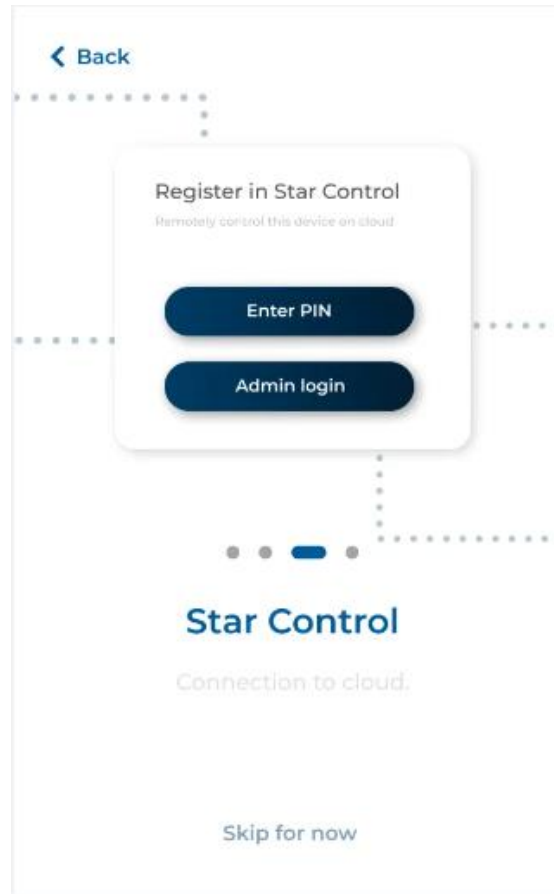 Back
Register in Star Control
Remotely control this device on cloud
Enter PIN
Admin login
Star Control
Connection to cloud.
Skip for now